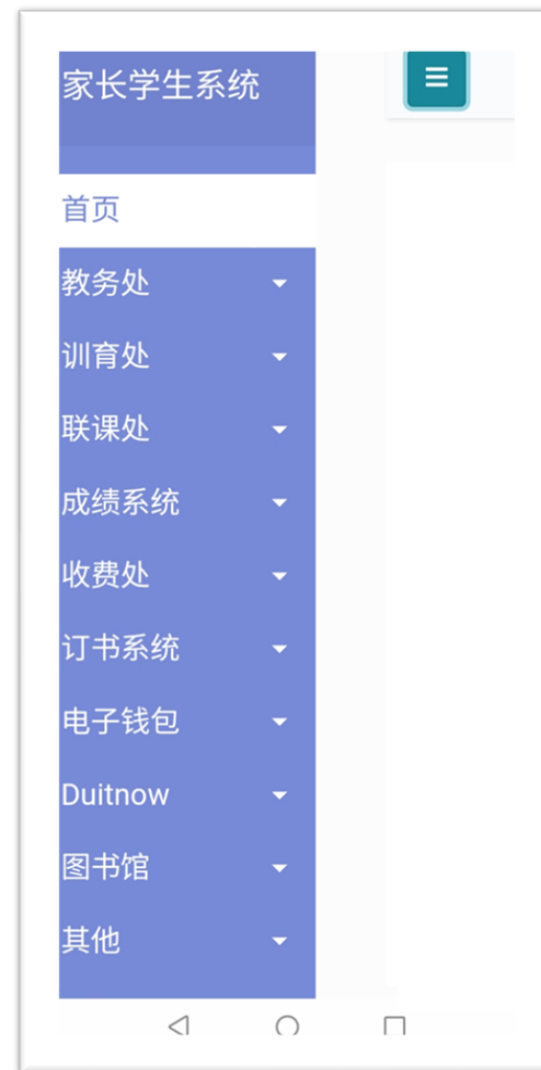 家长学生系统
首页
教务处
训育处
联课处
成绩系统
收费处
订书系统
电子钱包
Duitnow
图书馆
其他